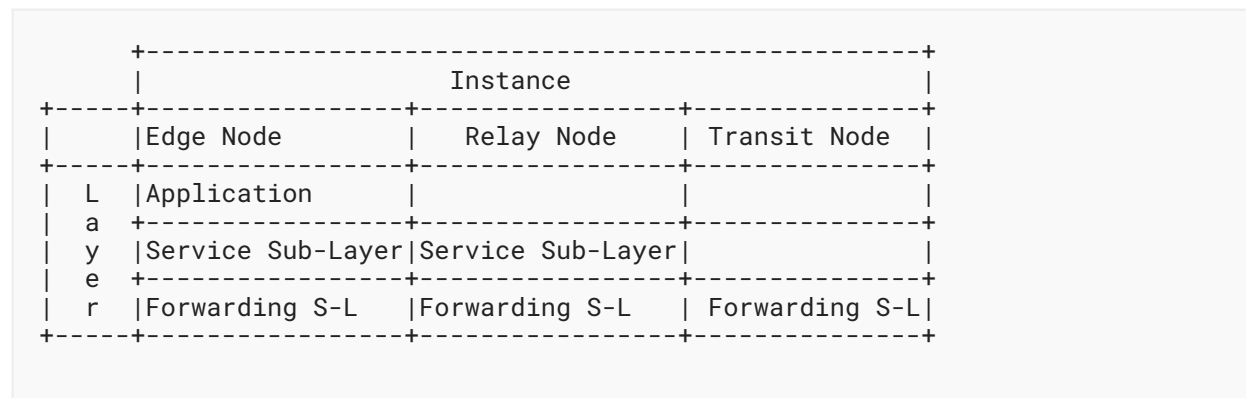 +---------------------------------------------------+
      |                    Instance                       |
+-----+-----------------+-----------------+---------------+
|     |Edge Node        |   Relay Node    | Transit Node  |
+-----+-----------------+-----------------+---------------+
|  L  |Application      |                 |               |
|  a  +-----------------+-----------------+---------------+
|  y  |Service Sub-Layer|Service Sub-Layer|               |
|  e  +-----------------+-----------------+---------------+
|  r  |Forwarding S-L   |Forwarding S-L   | Forwarding S-L|
+-----+-----------------+-----------------+---------------+